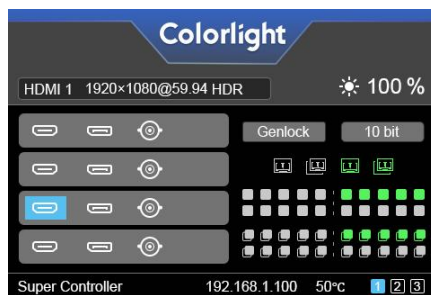 Colorlight
HDMI 1 1920×1080@59.94 HDR
100 %
Genlock
10 bit
Super Controller 192.168.1.100 50℃ 1 2 3